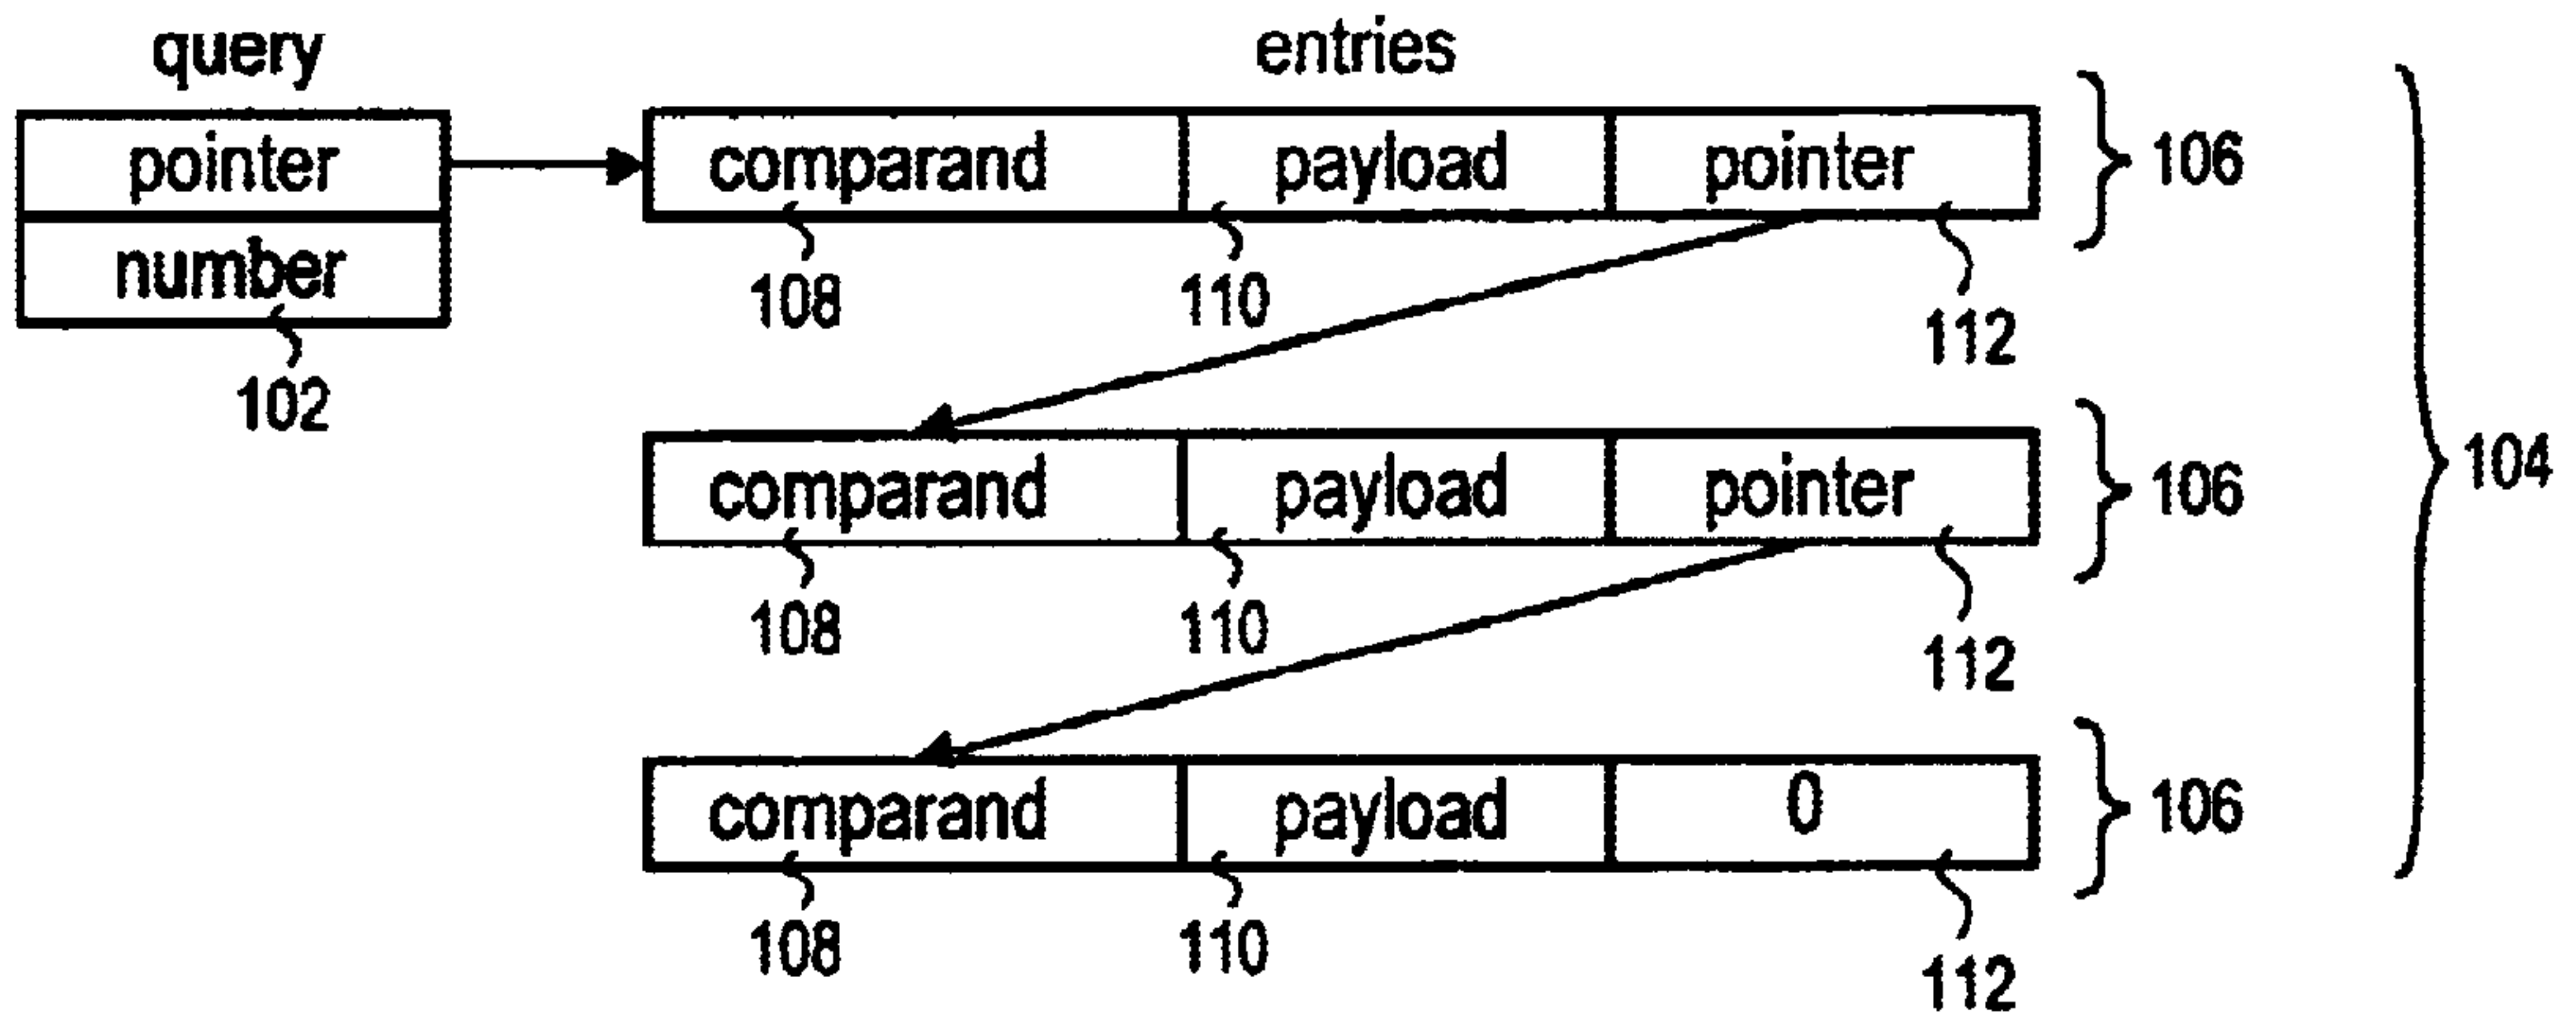 query entries
pointer comparand payload pointer 106
number
108 110 112
102
comparand payload pointer 106 104
108 110 112
comparand payload 0 106
108 110 112